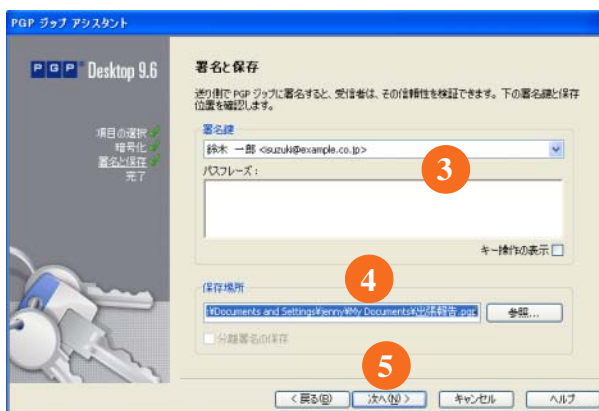 PGP ジップ アシスタント
PGP Desktop 9.6
項目の選択
暗号化
署名と保存
完了
署名と保存
送り側で PGP ジップに署名すると、受信者は、その信頼性を検証できます。下の署名鍵と保存
位置を確認します。
署名鍵
鈴木 一郎 <isuzuki@example.co.jp>
3
パスフレーズ:
キー操作の表示
4
保存場所
:¥Documents and Settings¥jenny¥My Documents¥出張報告.pgp
参照...
分離署名の保存
5
< 戻る(B)
次へ(N) >
キャンセル
ヘルプ